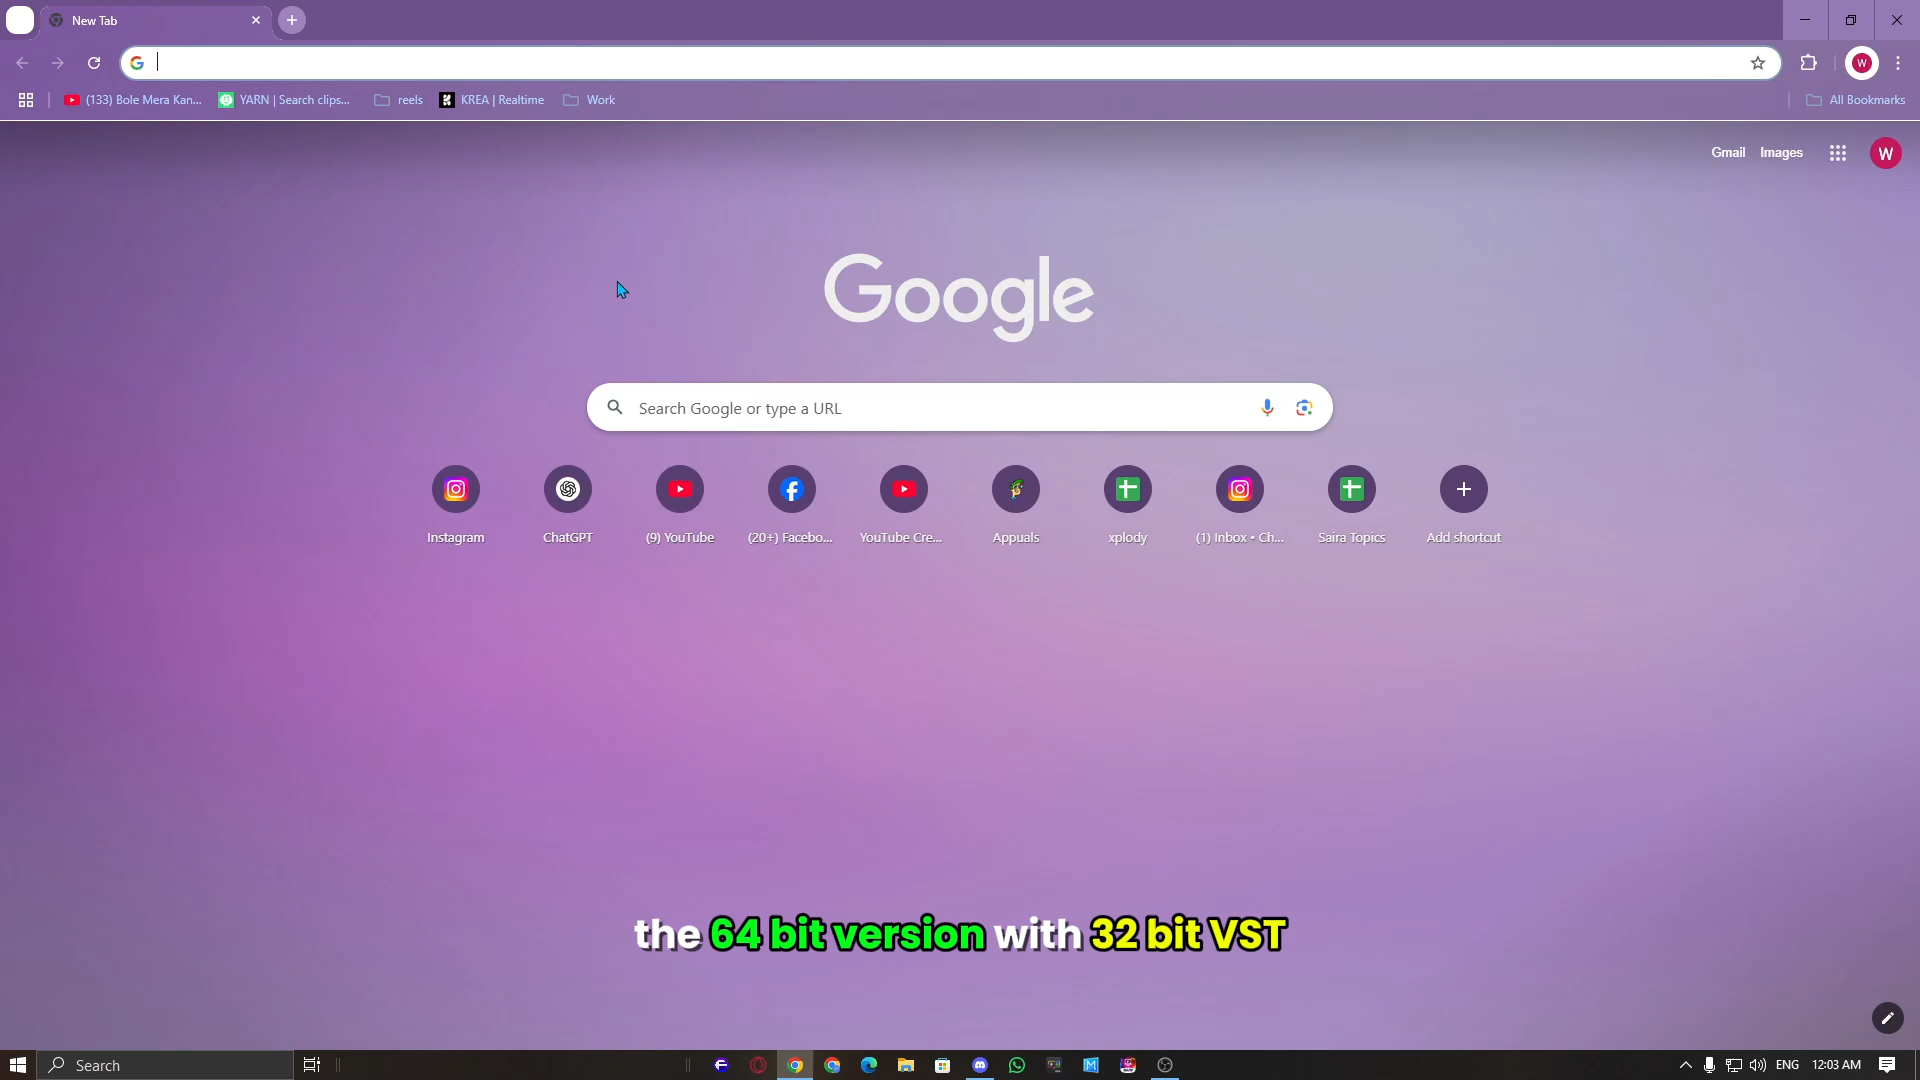 New Tab
(133) Bole Mera Kan...
YARN | Search clips...
reels
KREA | Realtime
Work
All Bookmarks
Gmail
Images
W
W
Google
Search Google or type a URL
Instagram
ChatGPT
(9) YouTube
(20+) Facebo...
YouTube Cre...
Appuals
xplody
(1) Inbox • Ch...
Saira Topics
Add shortcut
the 64 bit version with 32 bit VST
Search
ENG
12:03 AM